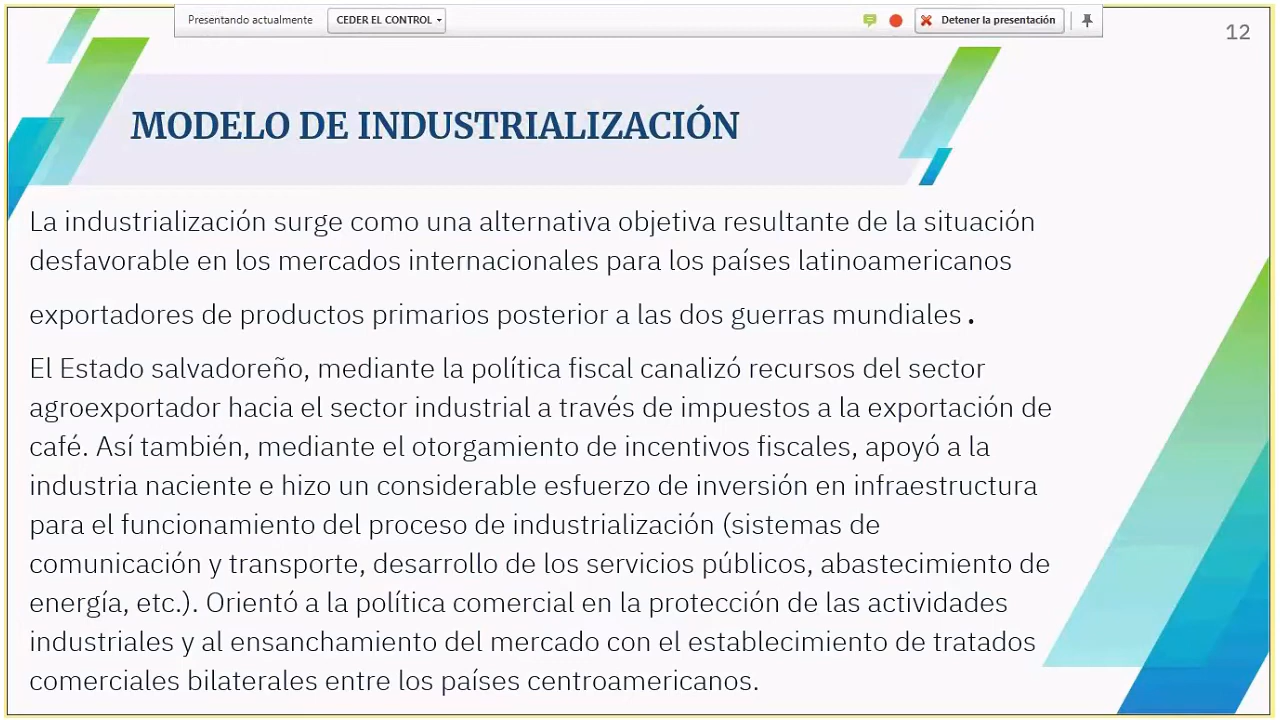 Presentando actualmente CEDER EL CONTROL Detener la presentación
12
MODELO DE INDUSTRIALIZACIÓN
La industrialización surge como una alternativa objetiva resultante de la situación
desfavorable en los mercados internacionales para los países latinoamericanos
exportadores de productos primarios posterior a las dos guerras mundiales.
El Estado salvadoreño, mediante la política fiscal canalizó recursos del sector
agroexportador hacia el sector industrial a través de impuestos a la exportación de
café. Así también, mediante el otorgamiento de incentivos fiscales, apoyó a la
industria naciente e hizo un considerable esfuerzo de inversión en infraestructura
para el funcionamiento del proceso de industrialización (sistemas de
comunicación y transporte, desarrollo de los servicios públicos, abastecimiento de
energía, etc.). Orientó a la política comercial en la protección de las actividades
industriales y al ensanchamiento del mercado con el establecimiento de tratados
comerciales bilaterales entre los países centroamericanos.